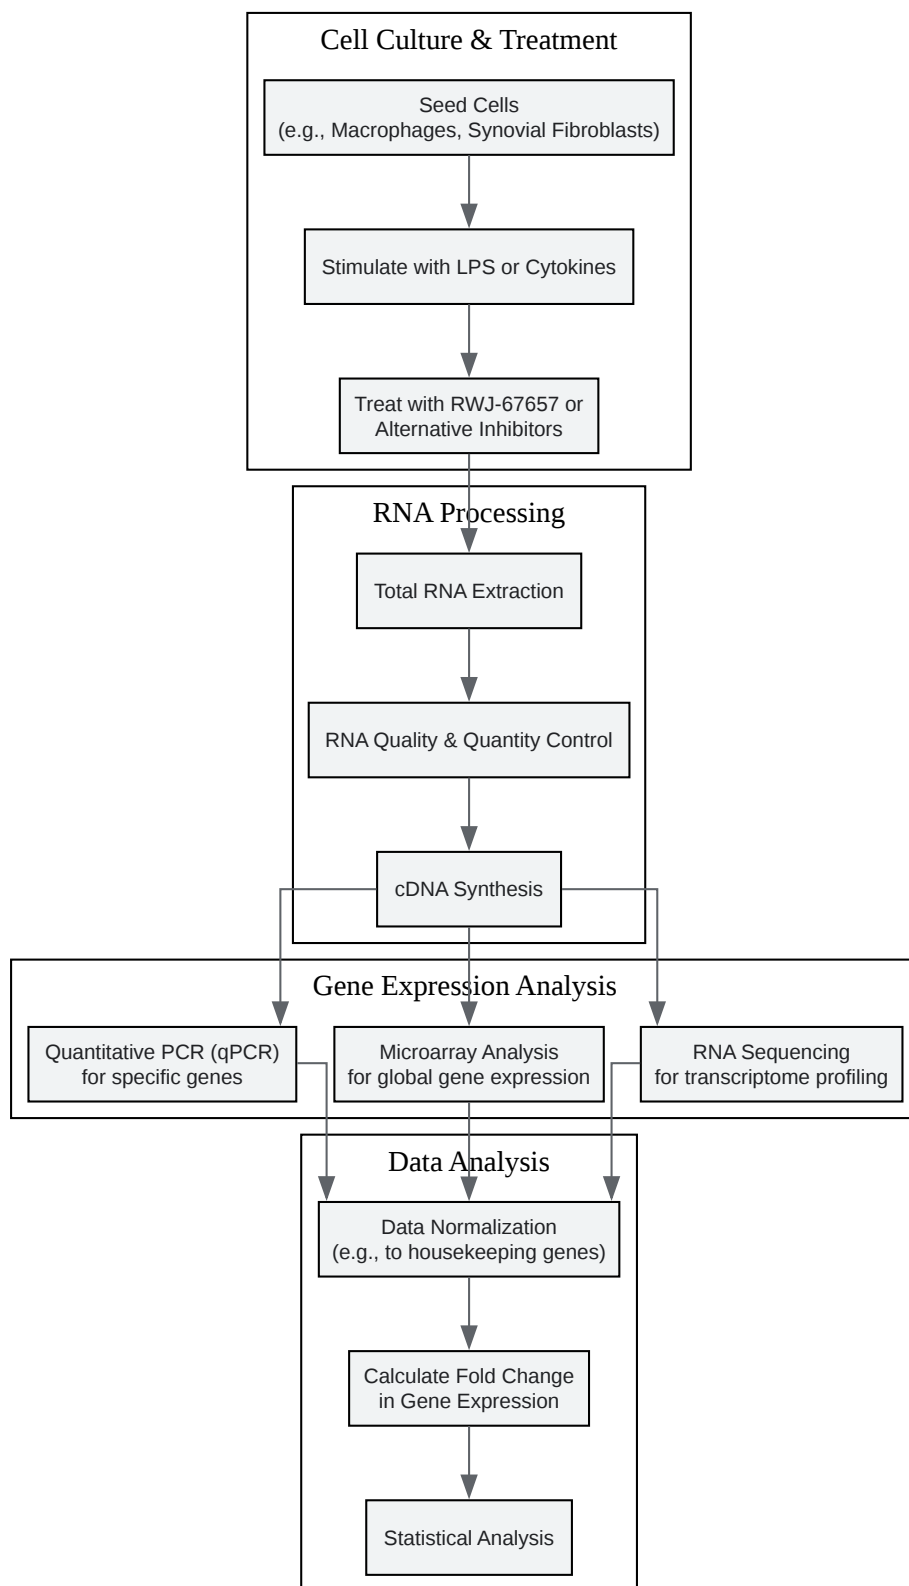 Cell Culture & Treatment
Seed Cells
(e.g., Macrophages, Synovial Fibroblasts)
Stimulate with LPS or Cytokines
Treat with RWJ-67657 or
Alternative Inhibitors
RNA Processing
Total RNA Extraction
RNA Quality & Quantity Control
cDNA Synthesis
Gene Expression Analysis
Quantitative PCR (qPCR)
for specific genes
Microarray Analysis
for global gene expression
RNA Sequencing
for transcriptome profiling
Data Analysis
Data Normalization
(e.g., to housekeeping genes)
Calculate Fold Change
in Gene Expression
Statistical Analysis